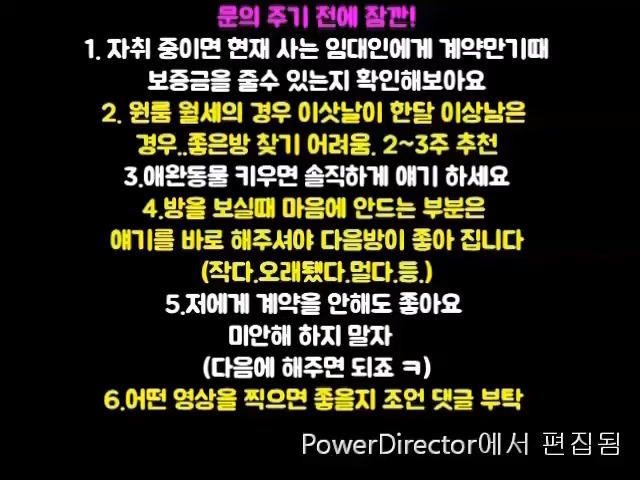 문의 주기 전에 잠깐!
1. 자취 중이면 현재 사는 임대인에게 계약만기때
보증금을 줄수 있는지 확인해보아요
2. 원룸 월세의 경우 이삿날이 한달 이상남은
경우..좋은방 찾기 어려움. 2~3주 추천
3.애완동물 키우면 솔직하게 얘기 하세요
4.방을 보실때 마음에 안드는 부분은
얘기를 바로 해주셔야 다음방이 좋아 집니다
(작다.오래됐다.멀다.등.)
5.저에게 계약을 안해도 좋아요
미안해 하지 말자
(다음에 해주면 되죠 ㅋ)
6.어떤 영상을 찍으면 좋을지 조언 댓글 부탁
PowerDirector에서 편집됨